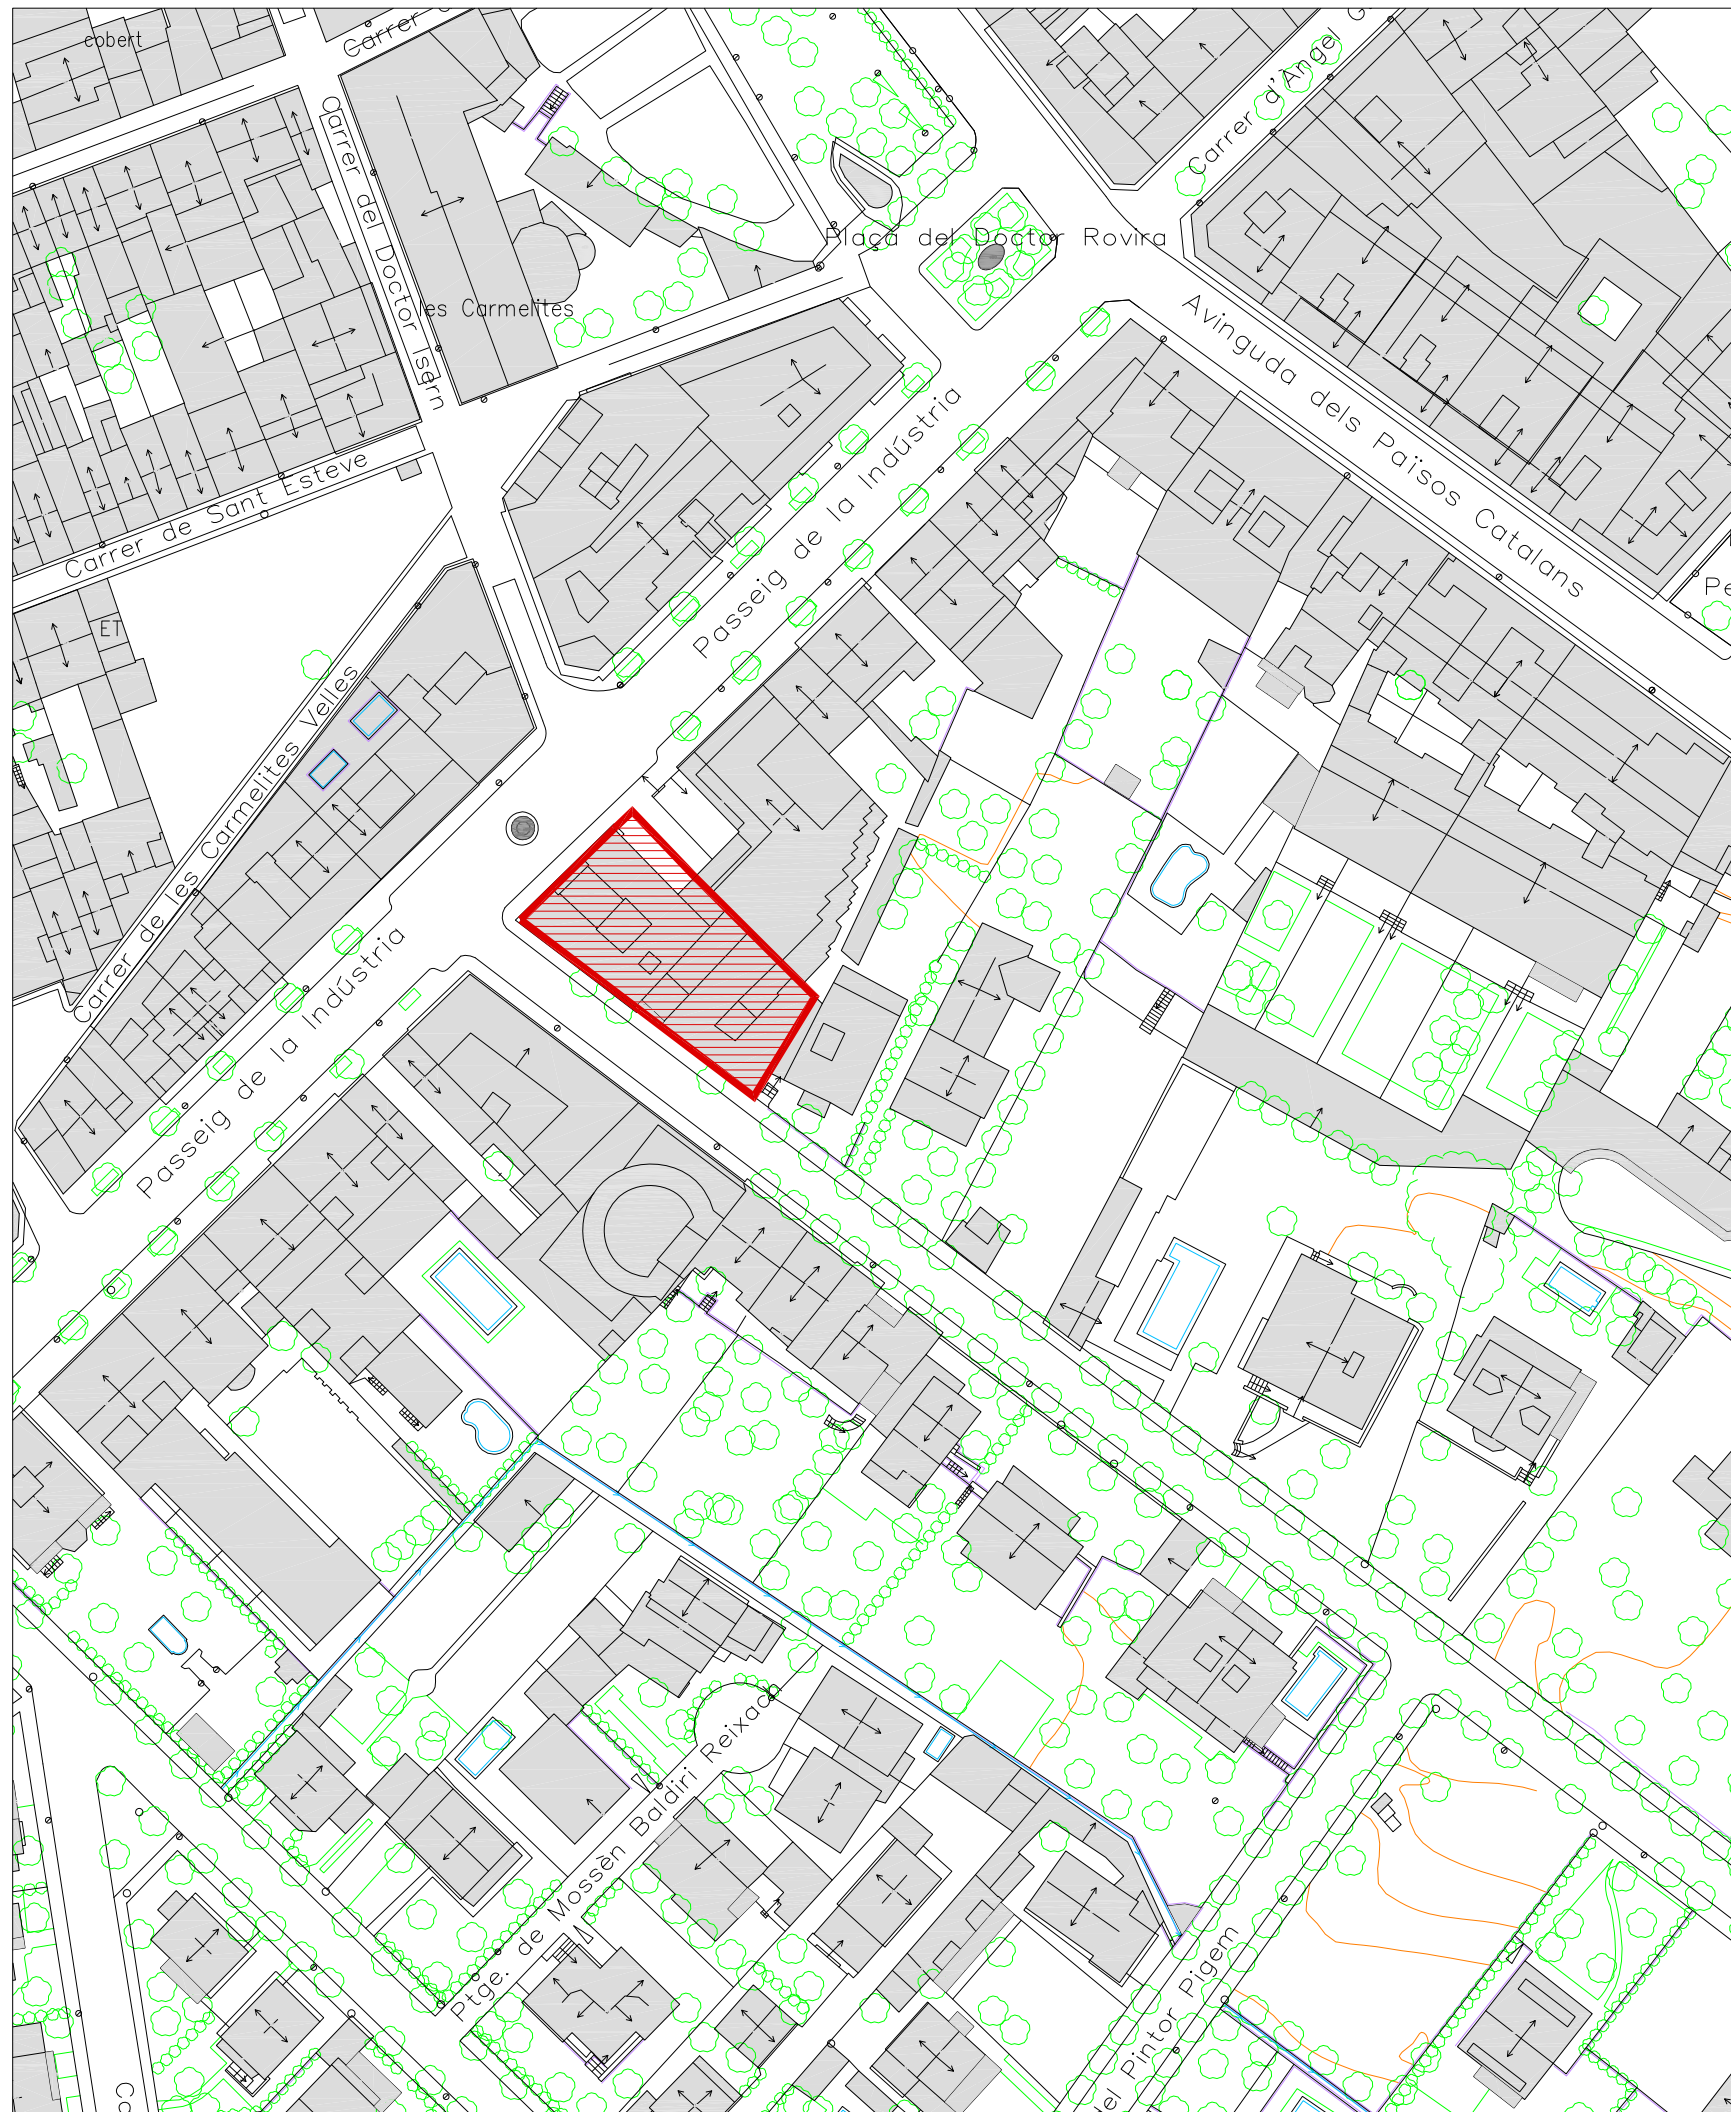 cobert
Carrer
Carrer d'Àngel G
Carrer del Doctor Isern
Plaça del Doctor Rovira
les Carmelites
Avinguda dels Països Catalans
Passeig de la Indústria
Carrer de Sant Esteve
Pe
ET
Carrer de les Carmelites Velles
Passeig de la Indústria
Ptge. de Mossèn Baldiri Reixac
el Pintor Pigem